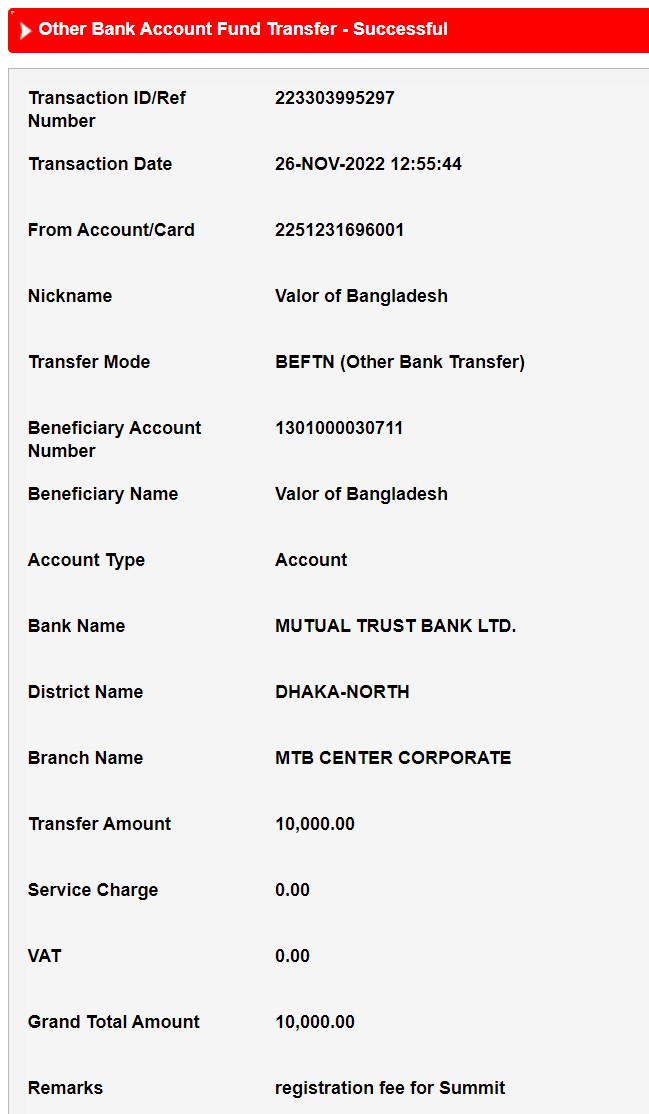 Other Bank Account Fund Transfer - Successful
Transaction ID/Ref Number 223303995297
Transaction Date 26-NOV-2022 12:55:44
From Account/Card 2251231696001
Nickname Valor of Bangladesh
Transfer Mode BEFTN (Other Bank Transfer)
Beneficiary Account Number 1301000030711
Beneficiary Name Valor of Bangladesh
Account Type Account
Bank Name MUTUAL TRUST BANK LTD.
District Name DHAKA-NORTH
Branch Name MTB CENTER CORPORATE
Transfer Amount 10,000.00
Service Charge 0.00
VAT 0.00
Grand Total Amount 10,000.00
Remarks registration fee for Summit